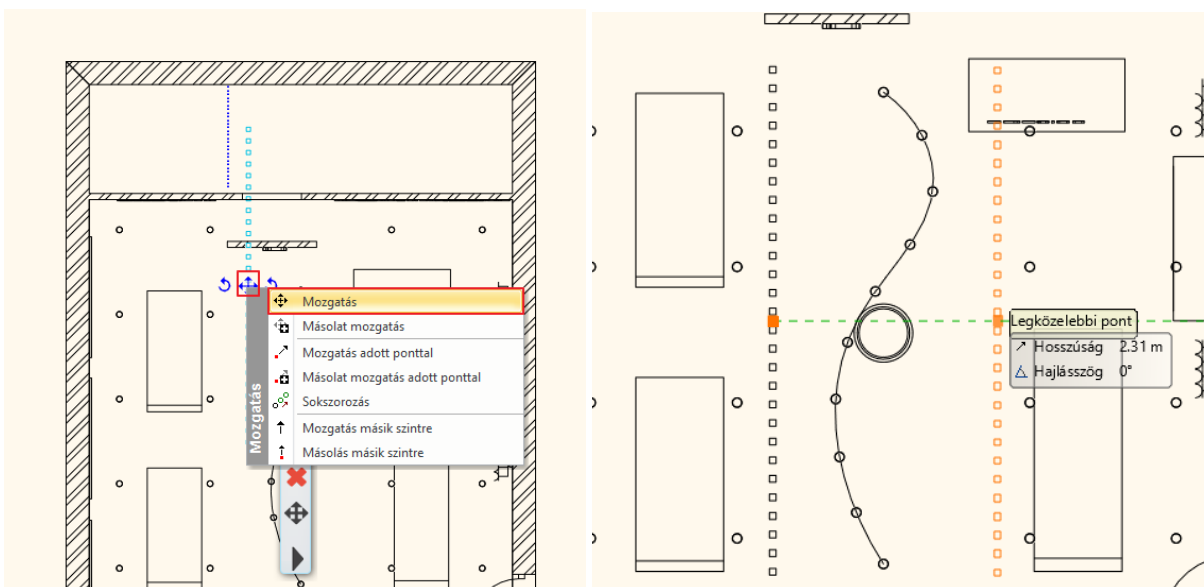 Mozgatás
Mozgatás
Másolat mozgatás
Mozgatás adott ponttal
Másolat mozgatás adott ponttal
Sokszorozás
Mozgatás másik szintre
Másolás másik szintre
Legközelebbi pont
Hosszúság 2.31 m
Hajlásszög 0°